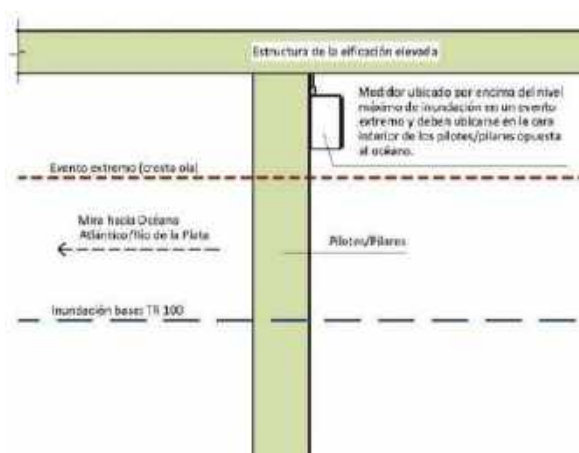 Estructura de la eificación elevada
Medidor ubicado por encima del nivel
máximo de inundación en un evento
extremo y deben ubicarse en la cara
interior de los pilotes/pilares opuesta
al océano.
Evento extremo (cresta ola)
Mira hacia Océano
Atlántico/Río de la Plata
Pilotes/Pilares
Inundación base: TR 100